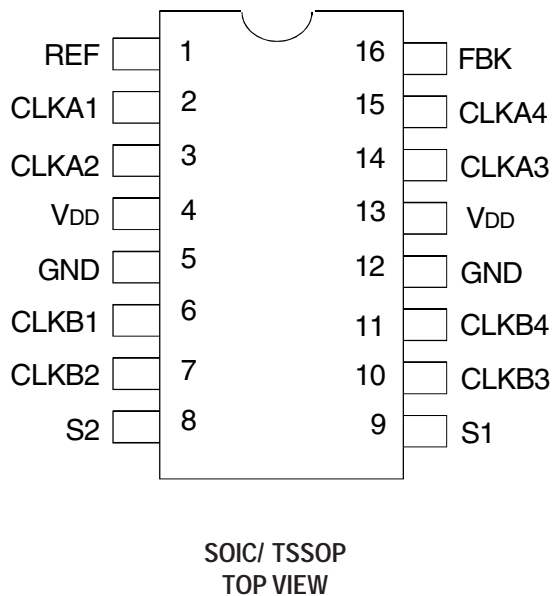 REF 1 16 FBK
CLKA1 2 15 CLKA4
CLKA2 3 14 CLKA3
VDD 4 13 VDD
GND 5 12 GND
CLKB1 6 11 CLKB4
CLKB2 7 10 CLKB3
S2 8 9 S1
SOIC/ TSSOP
TOP VIEW